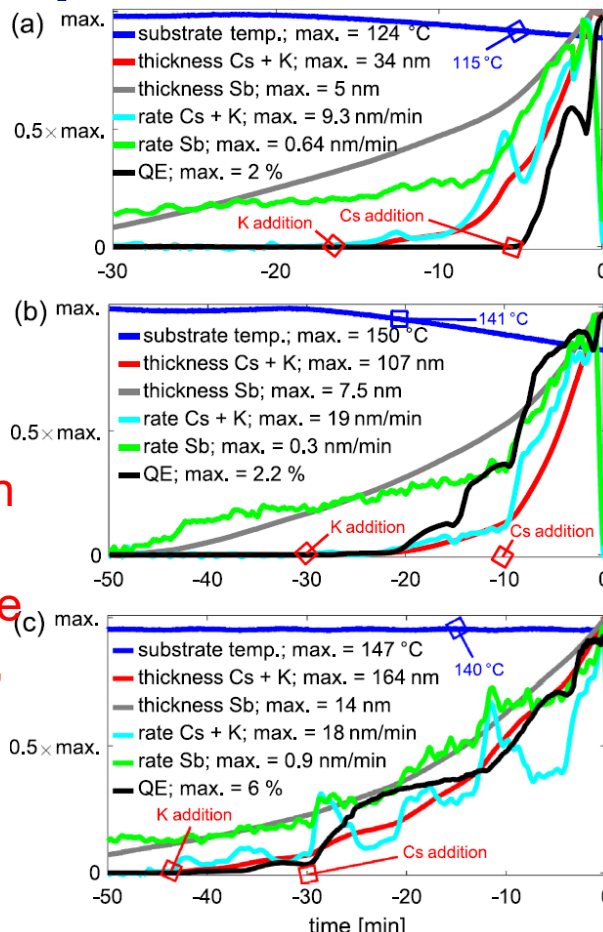 (a) max.
substrate temp.; max. = 124 °C
thickness Cs + K; max. = 34 nm
115 °C
thickness Sb; max. = 5 nm
0.5×max.
rate Cs + K; max. = 9.3 nm/min
rate Sb; max. = 0.64 nm/min
QE; max. = 2 %
K addition
Cs addition
0
-30 -20 -10 0
(b) max.
141 °C
substrate temp.; max. = 150 °C
thickness Cs + K; max. = 107 nm
thickness Sb; max. = 7.5 nm
0.5×max.
rate Cs + K; max. = 19 nm/min
rate Sb; max. = 0.3 nm/min
QE; max. = 2.2 %
K addition
Cs addition
0
-50 -40 -30 -20 -10 0
(c) max.
substrate temp.; max. = 147 °C
140 °C
thickness Cs + K; max. = 164 nm
thickness Sb; max. = 14 nm
0.5×max.
rate Cs + K; max. = 18 nm/min
rate Sb; max. = 0.9 nm/min
QE; max. = 6 %
K addition
Cs addition
0
-50 -40 -30 -20 -10 0
time [min]